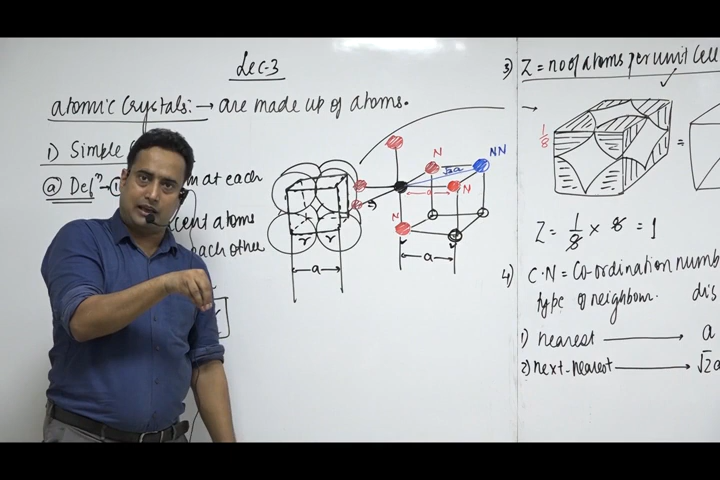 Lec-3
atomic crystals: → are made up of atoms.
1) Simple
a) Defⁿ→(1) m at each
cent atoms
each other
r r
a
N
NN
√2a
a
N
N
a
3) Z = no of atoms per unit cell
1/8
=
Z = 1/8 × 8 = 1
4) C.N = Co-ordination numb
type of neighbour. dis
1) nearest → a
2) next-nearest → √2a